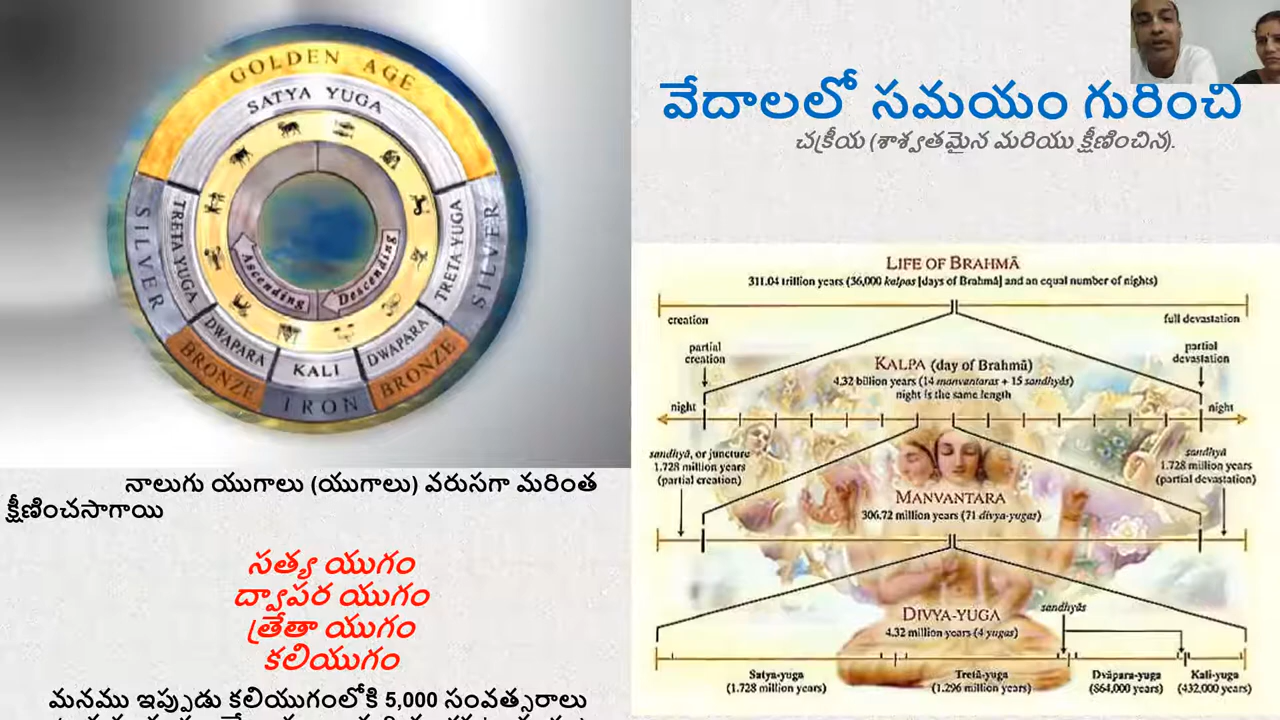 GOLDEN AGE
SATYA YUGA
SILVER
TRETA YUGA
TRETA YUGA
SILVER
Ascending
Descending
DWAPARA
KALI
DWAPARA
BRONZE
IRON
BRONZE
నాలుగు యుగాలు (యుగాలు) వరుసగా మరింత
క్షీణించసాగాయి
సత్య యుగం
ద్వాపర యుగం
త్రేతా యుగం
కలియుగం
మనము ఇప్పుడు కలియుగంలోకి 5,000 సంవత్సరాలు
వేదాలలో సమయం గురించి
చక్రీయ (శాశ్వతమైన మరియు క్షీణించిన).
LIFE OF BRAHMĀ
311.04 trillion years (36,000 kalpas [days of Brahmā] and an equal number of nights)
creation
full devastation
partial
creation
partial
devastation
KALPA (day of Brahmā)
4.32 billion years (14 manvantaras + 15 sandhyās)
night is the same length
night
night
sandhyā, or juncture
1.728 million years
(partial creation)
sandhyā
1.728 million years
(partial devastation)
MANVANTARA
306.72 million years (71 divya-yugas)
DIVYA-YUGA
4.32 million years (4 yugas)
sandhyās
Satya-yuga
(1.728 million years)
Tretā-yuga
(1.296 million years)
Dvāpara-yuga
(864,000 years)
Kali-yuga
(432,000 years)